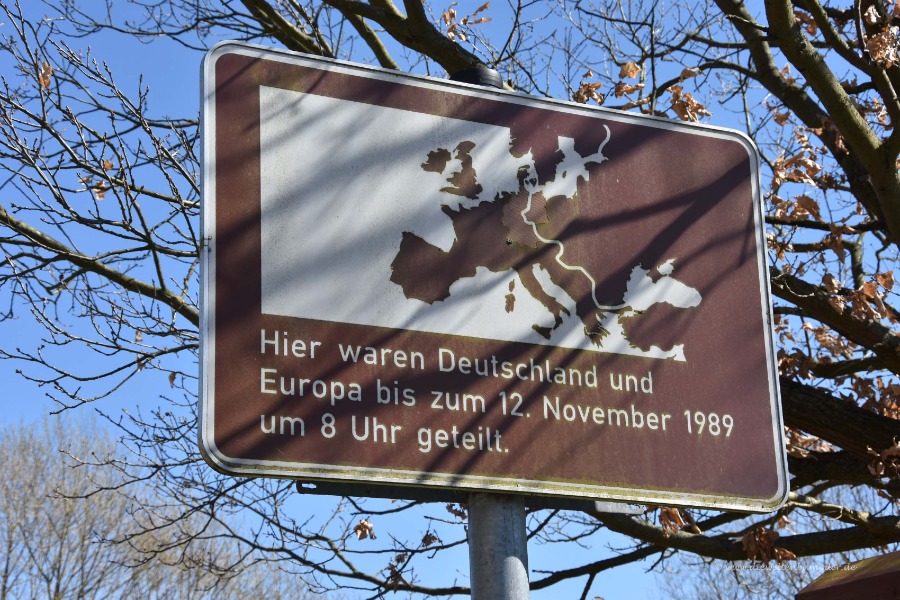 Hier waren Deutschland und
Europa bis zum 12. November 1989
um 8 Uhr geteilt.